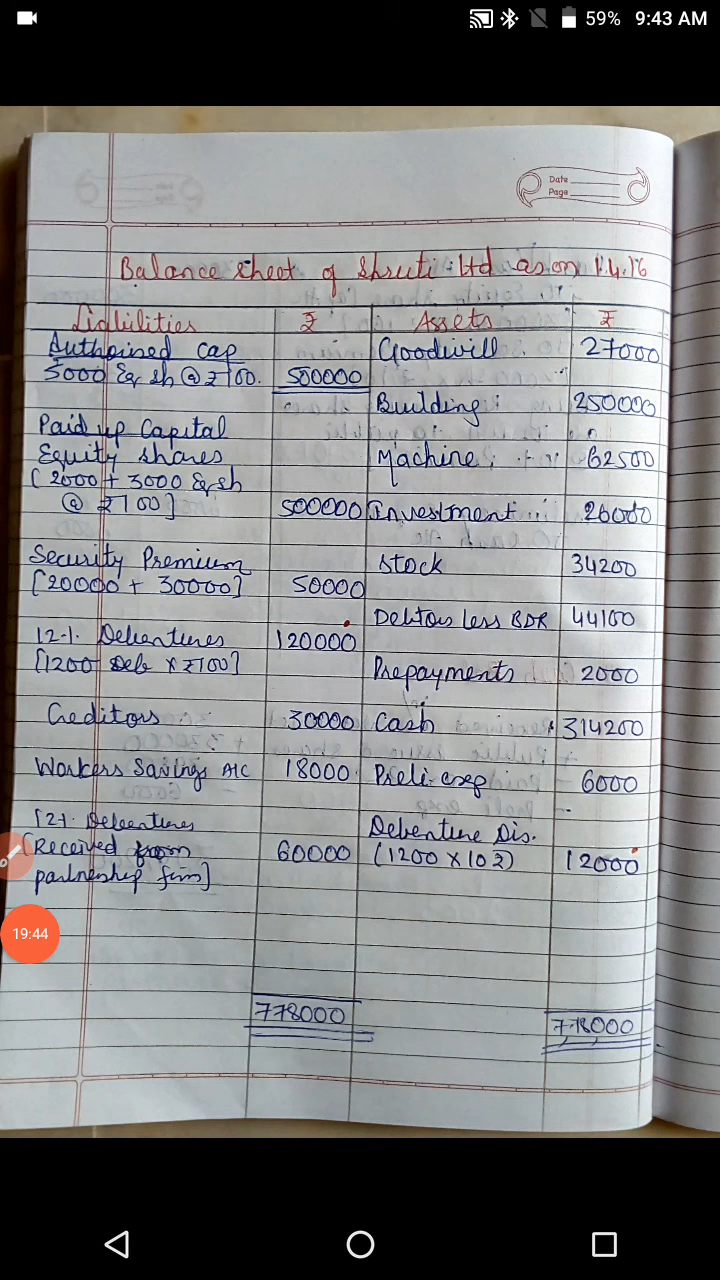 59% 9:43 AM
Date
Page
Balance sheet of Shruti Ltd as on 1.4.16
Liabilities ₹ Assets ₹
Authorised cap Goodwill 27000
5000 Eq sh @ ₹100. 500000
Building 250000
Paid up Capital
Equity shares Machine 62500
[2000 + 3000 Eq sh
@ ₹100] 500000 Investment 26000
Security Premium Stock 34200
[20000 + 30000] 50000
Debtors less BDR 44100
12% Debentures 120000
[1200 Deb x ₹100] Prepayments 2000
Creditors 30000 Cash 314200
Workers Savings A/C 18000 Preli exp 6000
12% Debentures Debenture Dis.
[Received from 60000 (1200 x 10 ₹) 12000
partnership firm]
19:44
778000 778000